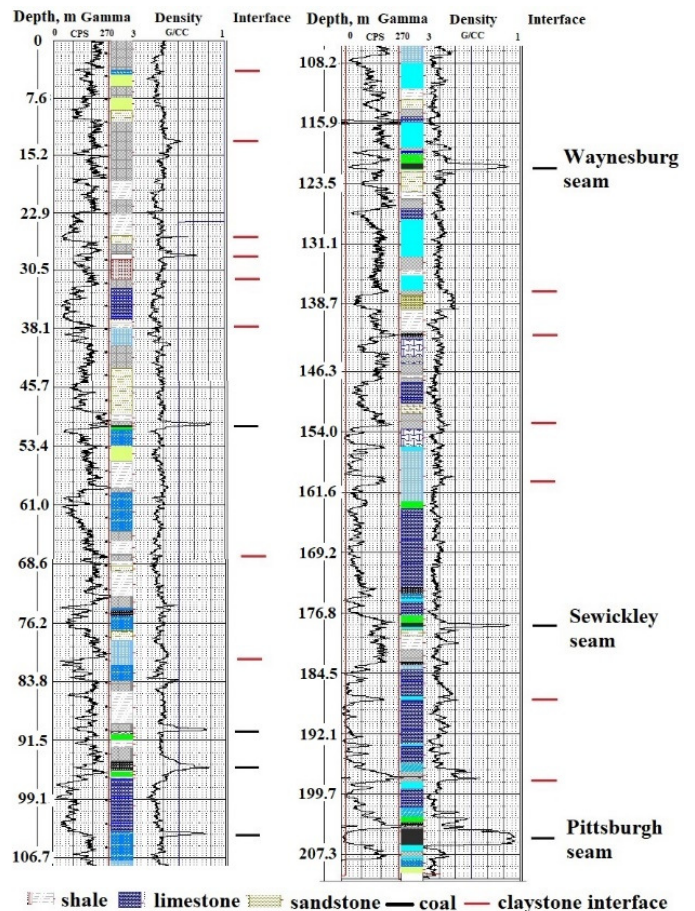 Depth, m Gamma Density Interface
0 CPS 270 3 G/CC 1
0
7.6
15.2
22.9
30.5
38.1
45.7
53.4
61.0
68.6
76.2
83.8
91.5
99.1
106.7
Depth, m Gamma Density Interface
0 CPS 270 3 G/CC 1
108.2
115.9
123.5
131.1
138.7
146.3
154.0
161.6
169.2
176.8
184.5
192.1
199.7
207.3
Waynesburg
seam
Sewickley
seam
Pittsburgh
seam
shale limestone sandstone coal claystone interface